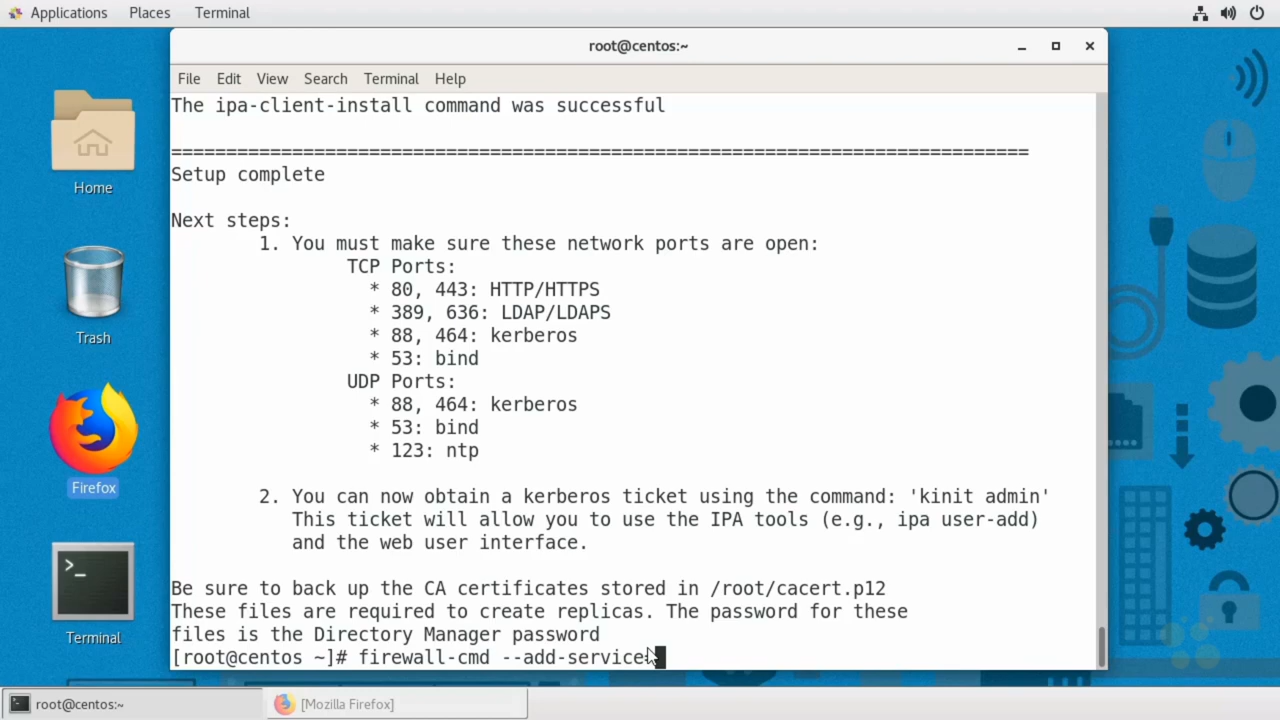 Applications Places Terminal
root@centos:~
File Edit View Search Terminal Help
The ipa-client-install command was successful
==============================================================================
Setup complete
Next steps:
1. You must make sure these network ports are open:
TCP Ports:
* 80, 443: HTTP/HTTPS
* 389, 636: LDAP/LDAPS
* 88, 464: kerberos
* 53: bind
UDP Ports:
* 88, 464: kerberos
* 53: bind
* 123: ntp
2. You can now obtain a kerberos ticket using the command: 'kinit admin'
This ticket will allow you to use the IPA tools (e.g., ipa user-add)
and the web user interface.
Be sure to back up the CA certificates stored in /root/cacert.p12
These files are required to create replicas. The password for these
files is the Directory Manager password
[root@centos ~]# firewall-cmd --add-service
Home
Trash
Firefox
Terminal
root@centos:~
[Mozilla Firefox]